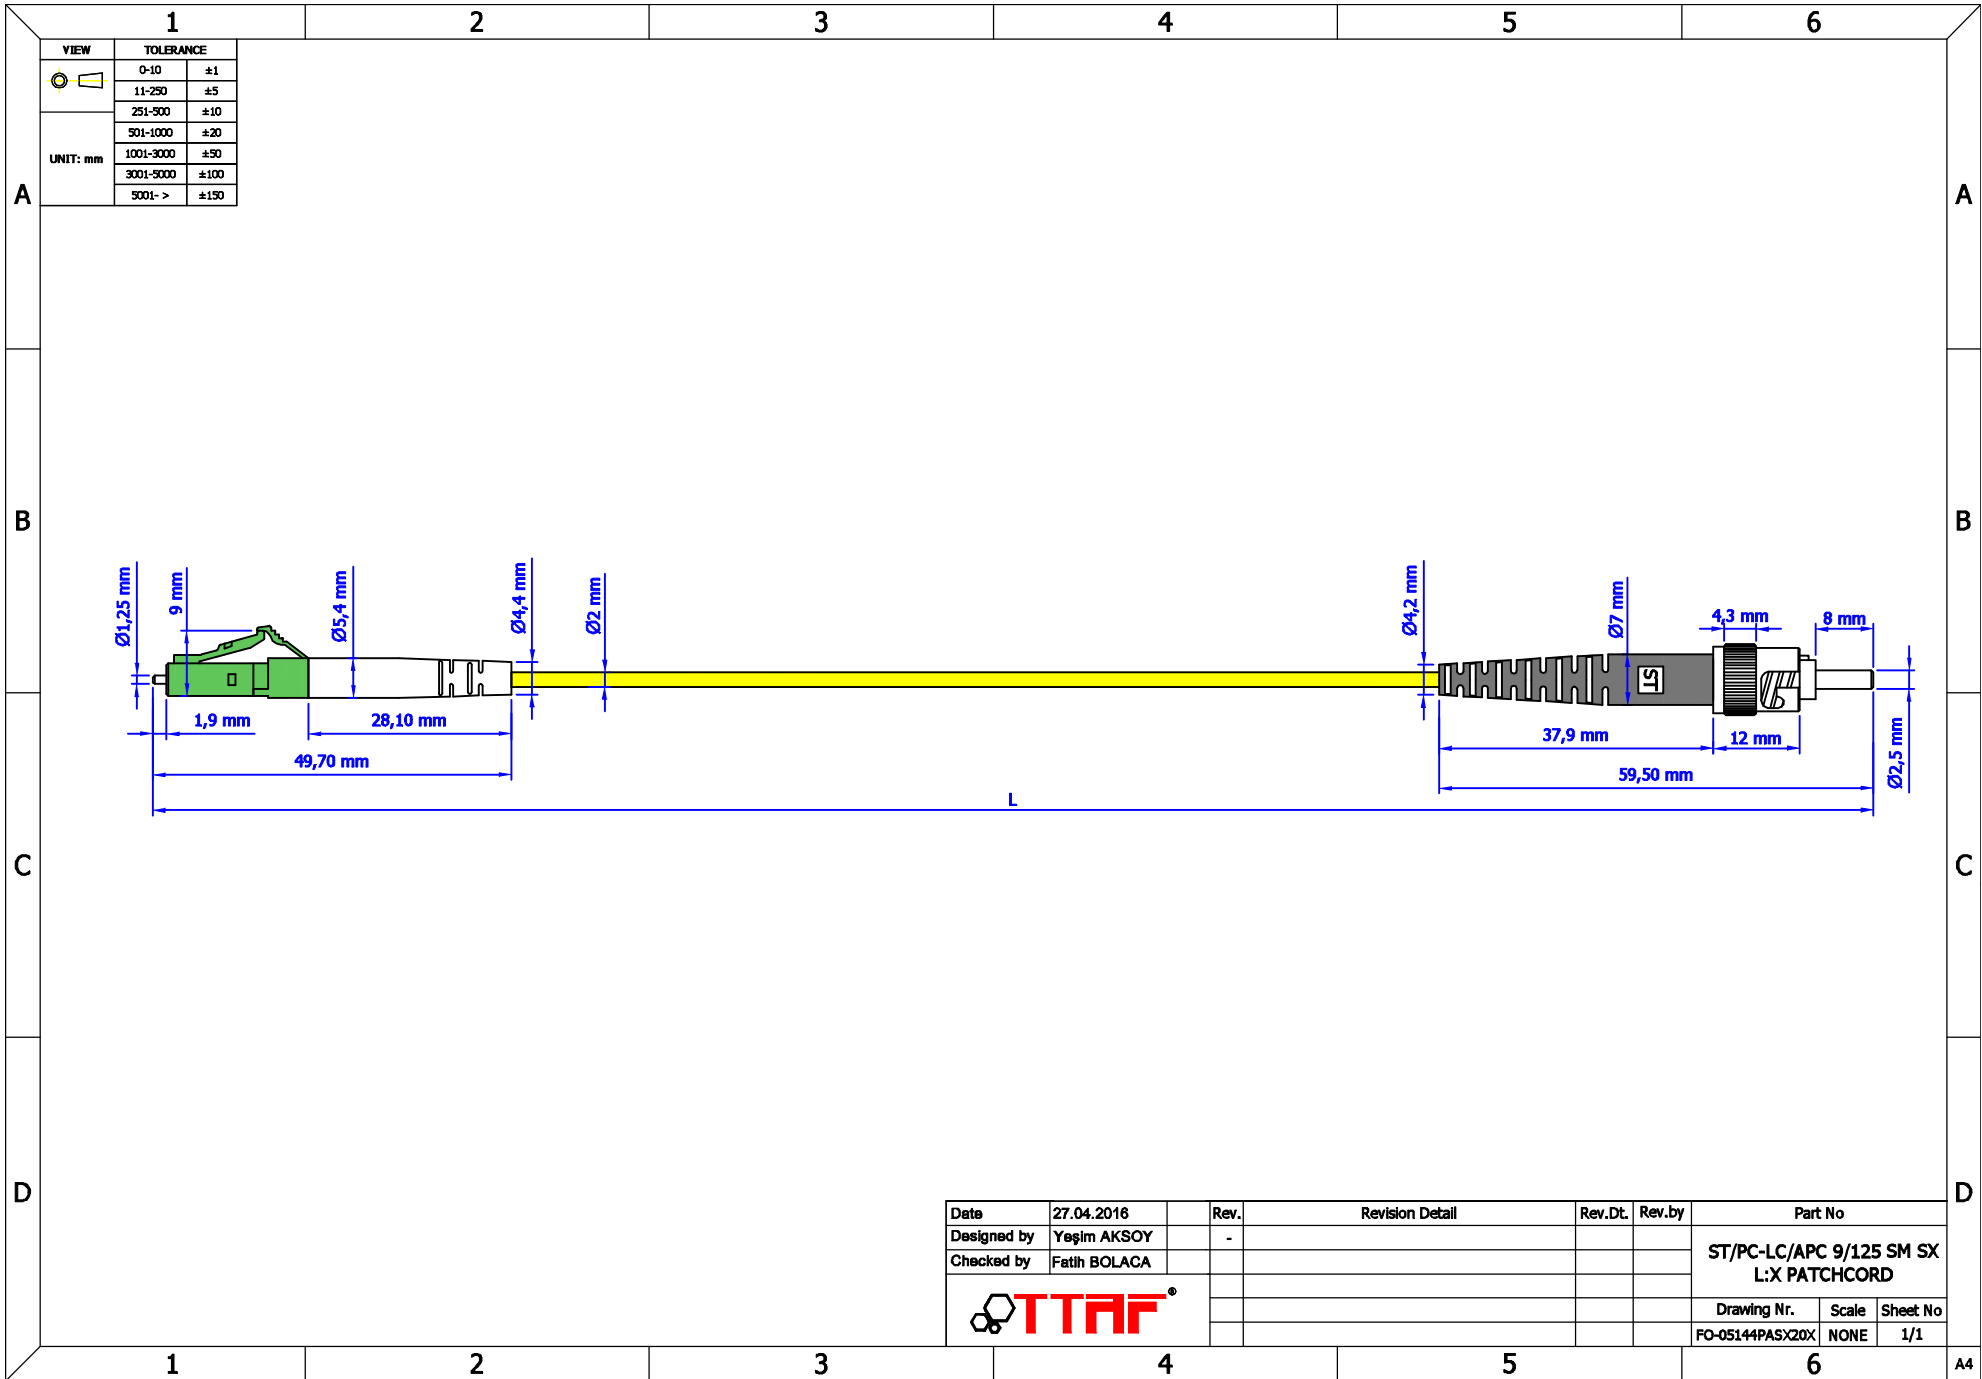 1 2 3 4 5 6
VIEW TOLERANCE
0-10 ±1
11-250 ±5
251-500 ±10
501-1000 ±20
UNIT: mm
1001-3000 ±50
3001-5000 ±100
5001- > ±150
A A
B B
Ø1,25 mm
9 mm
Ø5,4 mm
Ø4,4 mm
Ø2 mm
Ø4,2 mm
Ø7 mm
4,3 mm
8 mm
ST
1,9 mm
28,10 mm
49,70 mm
37,9 mm
12 mm
59,50 mm
Ø2,5 mm
L
C C
D D
Date 27.04.2016 Rev. Revision Detail Rev.Dt. Rev.by Part No
Designed by Yeşim AKSOY -
Checked by Fatih BOLACA
ST/PC-LC/APC 9/125 SM SX
L:X PATCHCORD
TTAF ®
Drawing Nr. Scale Sheet No
FO-05144PASX20X NONE 1/1
1 2 3 4 5 6
A4